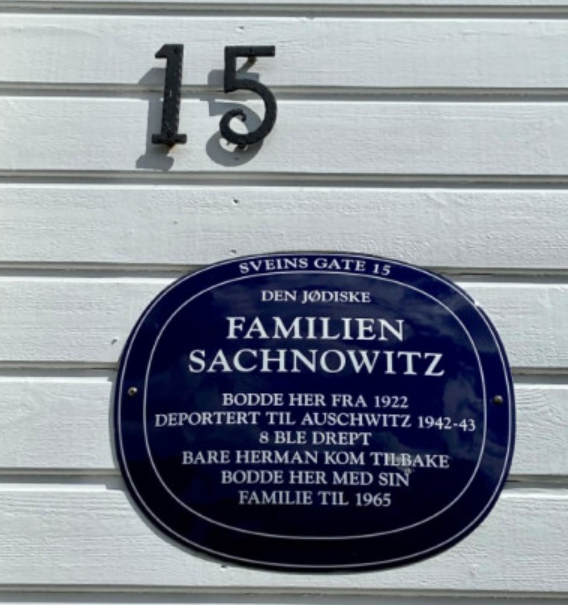 15
SVEINS GATE 15
DEN JØDISKE
FAMILIEN
SACHNOWITZ
BODDE HER FRA 1922
DEPORTERT TIL AUSCHWITZ 1942-43
8 BLE DREPT
BARE HERMAN KOM TILBAKE
BODDE HER MED SIN
FAMILIE TIL 1965